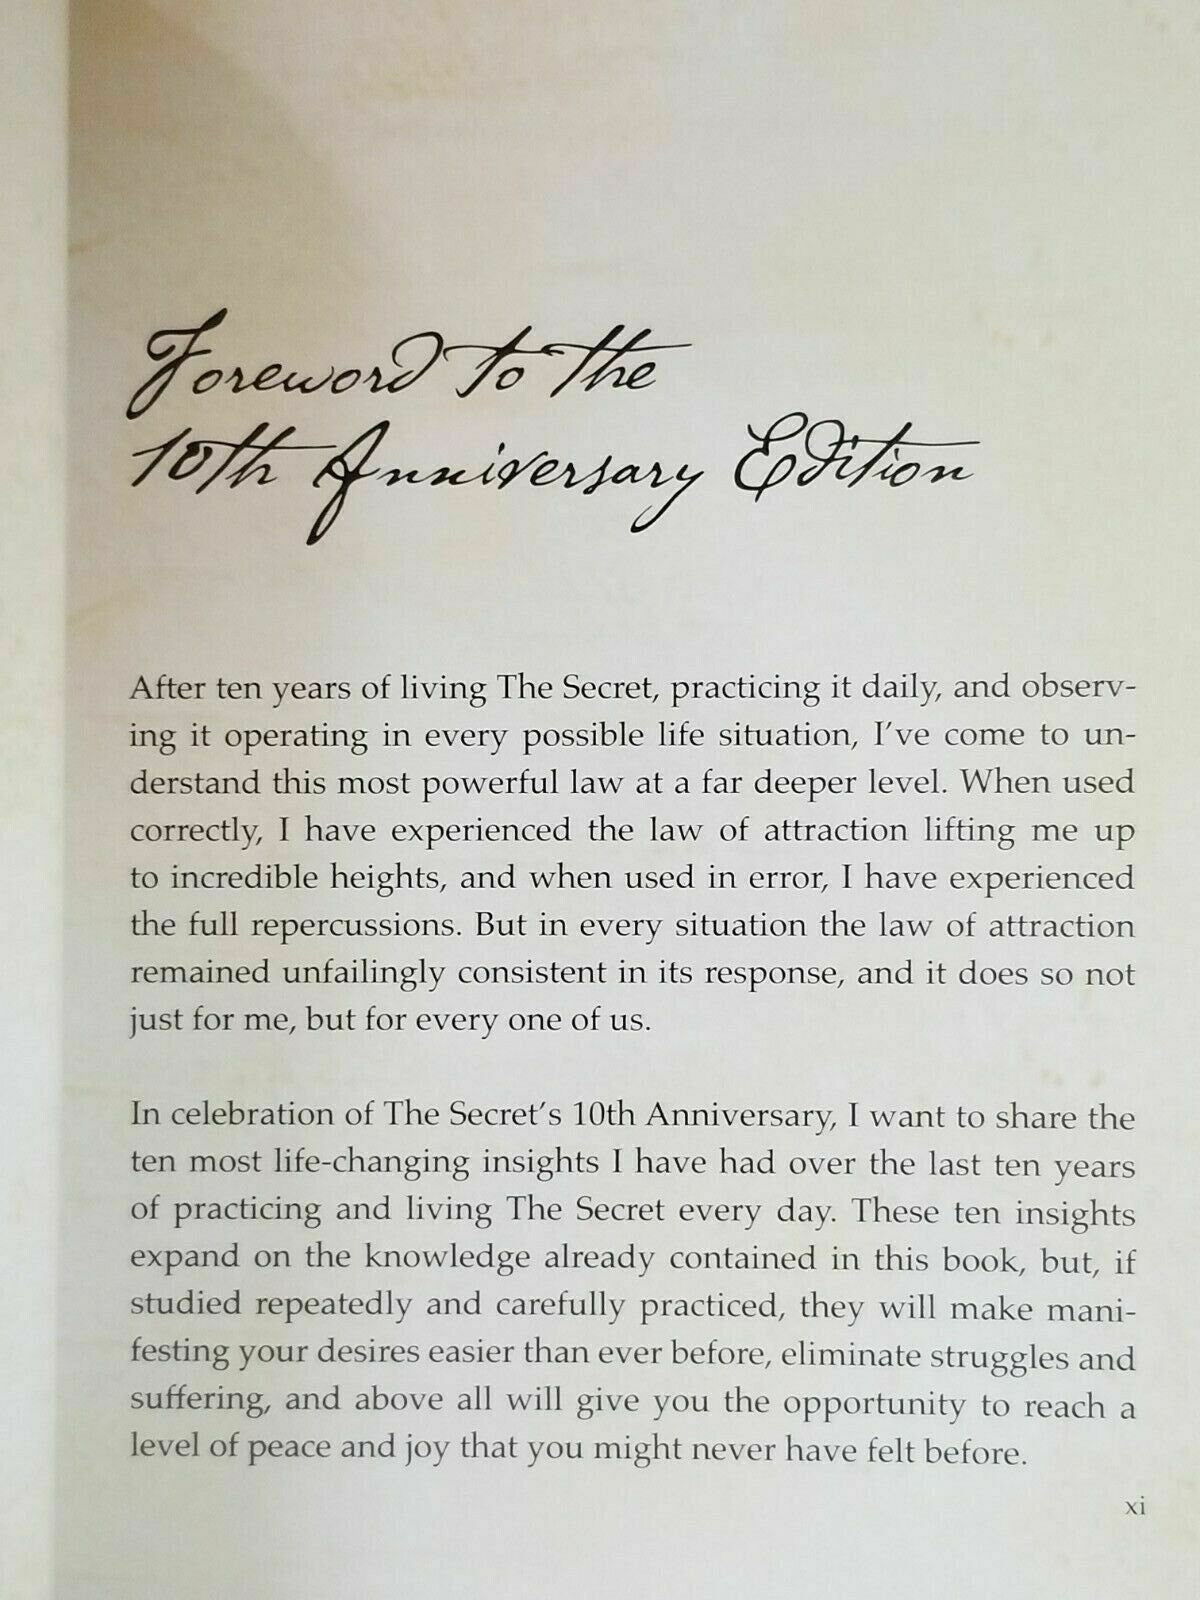 Foreword to the
10th Anniversary Edition
After ten years of living The Secret, practicing it daily, and observ-
ing it operating in every possible life situation, I've come to un-
derstand this most powerful law at a far deeper level. When used
correctly, I have experienced the law of attraction lifting me up
to incredible heights, and when used in error, I have experienced
the full repercussions. But in every situation the law of attraction
remained unfailingly consistent in its response, and it does so not
just for me, but for every one of us.
In celebration of The Secret's 10th Anniversary, I want to share the
ten most life-changing insights I have had over the last ten years
of practicing and living The Secret every day. These ten insights
expand on the knowledge already contained in this book, but, if
studied repeatedly and carefully practiced, they will make mani-
festing your desires easier than ever before, eliminate struggles and
suffering, and above all will give you the opportunity to reach a
level of peace and joy that you might never have felt before.
xi